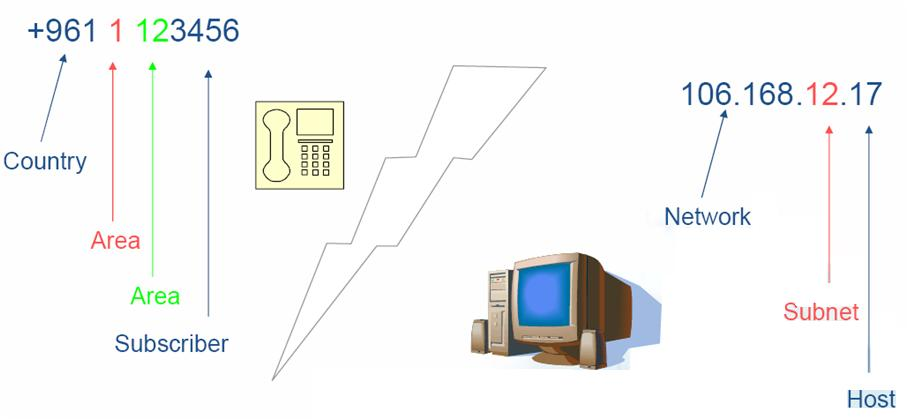 +961 1 123456
Country
Area
Area
Subscriber
106.168.12.17
Network
Subnet
Host